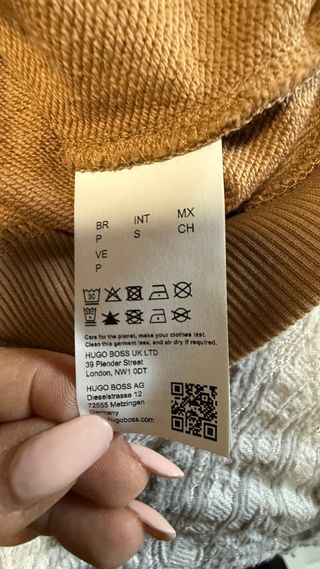 BR INT MX
P S CH
VE
P
30
Cares for the planet, make your clothes last.
Clean this garment less, and air dry if required.
HUGO BOSS UK LTD
39 Plender Street
London, NW1 0DT
HUGO BOSS AG
Dieselstrasse 12
72555 Metzingen
Germany
hugoboss.com